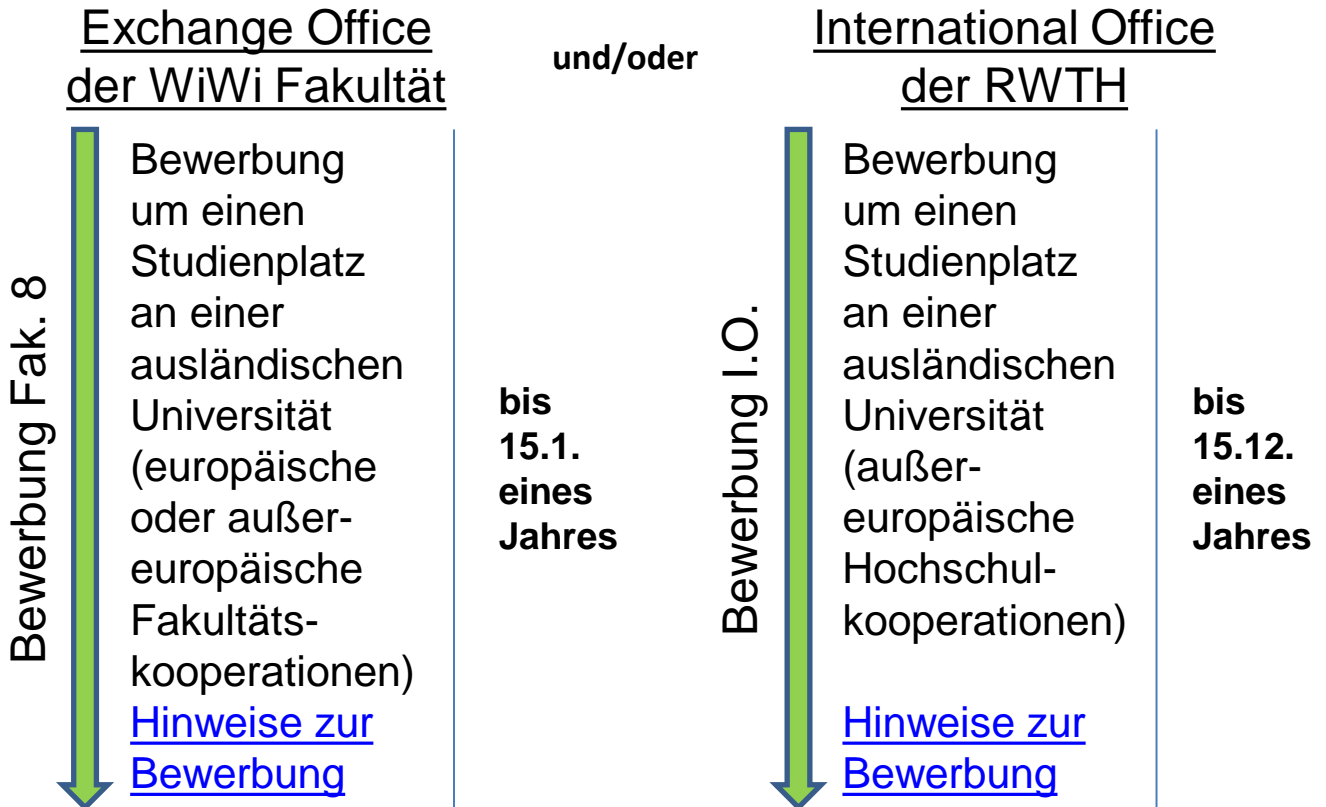 Exchange Office
der WiWi Fakultät
und/oder
International Office
der RWTH
Bewerbung Fak. 8
Bewerbung
um einen
Studienplatz
an einer
ausländischen
Universität
(europäische
oder außer-
europäische
Fakultäts-
kooperationen)
Hinweise zur
Bewerbung
bis
15.1.
eines
Jahres
Bewerbung I.O.
Bewerbung
um einen
Studienplatz
an einer
ausländischen
Universität
(außer-
europäische
Hochschul-
kooperationen)
Hinweise zur
Bewerbung
bis
15.12.
eines
Jahres